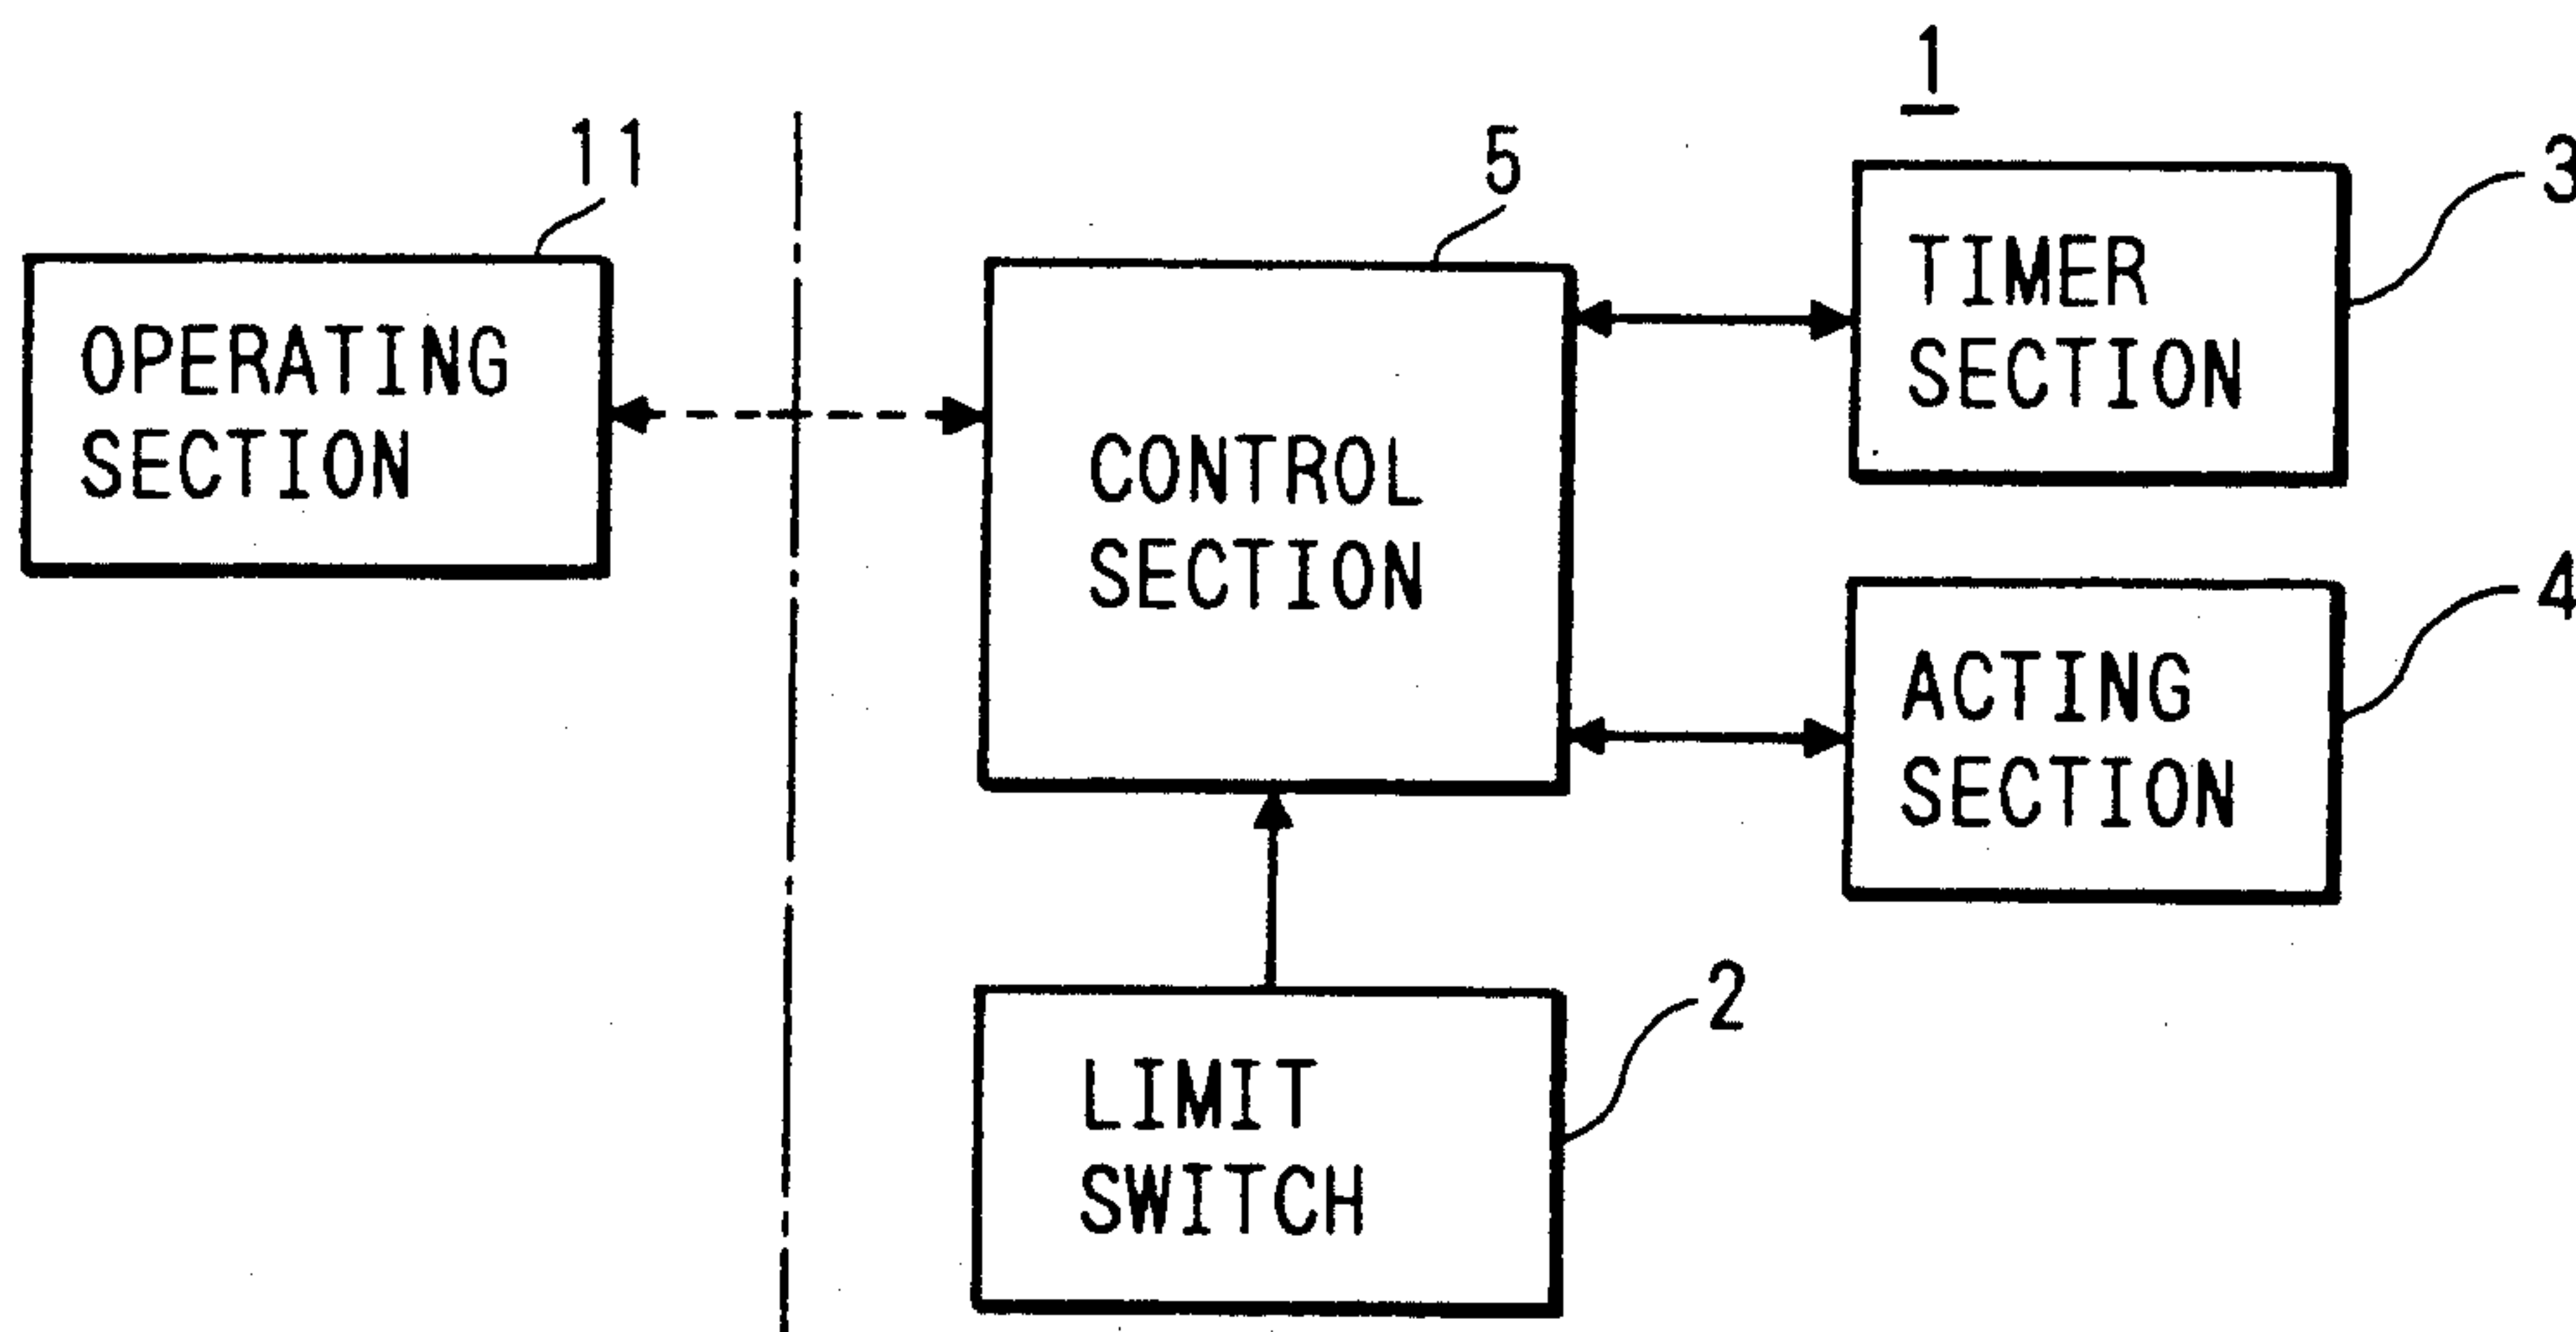 1
11
5
3
OPERATING
SECTION
CONTROL
SECTION
TIMER
SECTION
4
ACTING
SECTION
2
LIMIT
SWITCH